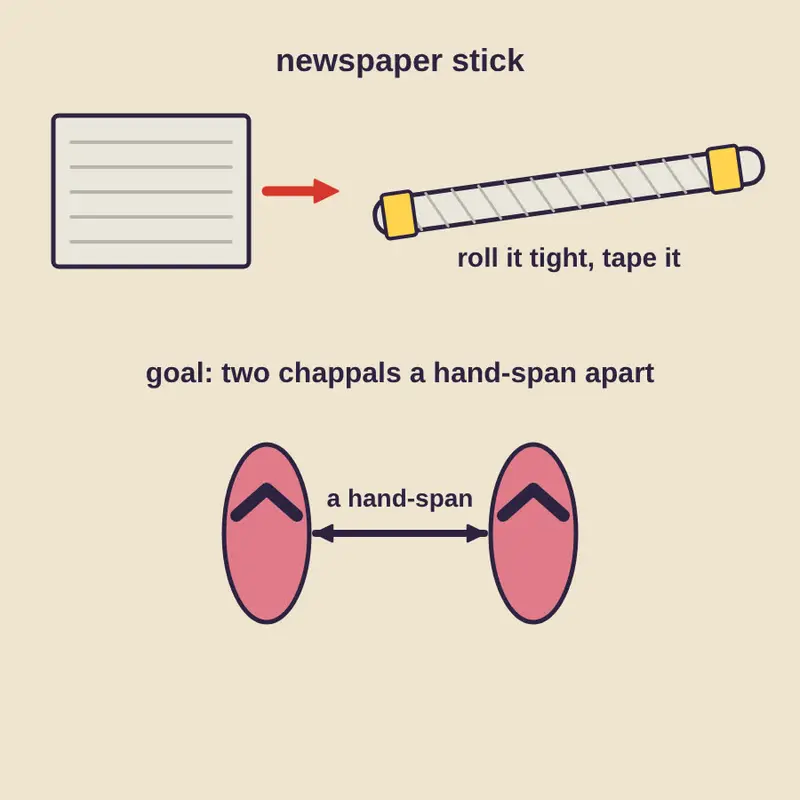 newspaper stick
roll it tight, tape it
goal: two chappals a hand-span apart
a hand-span